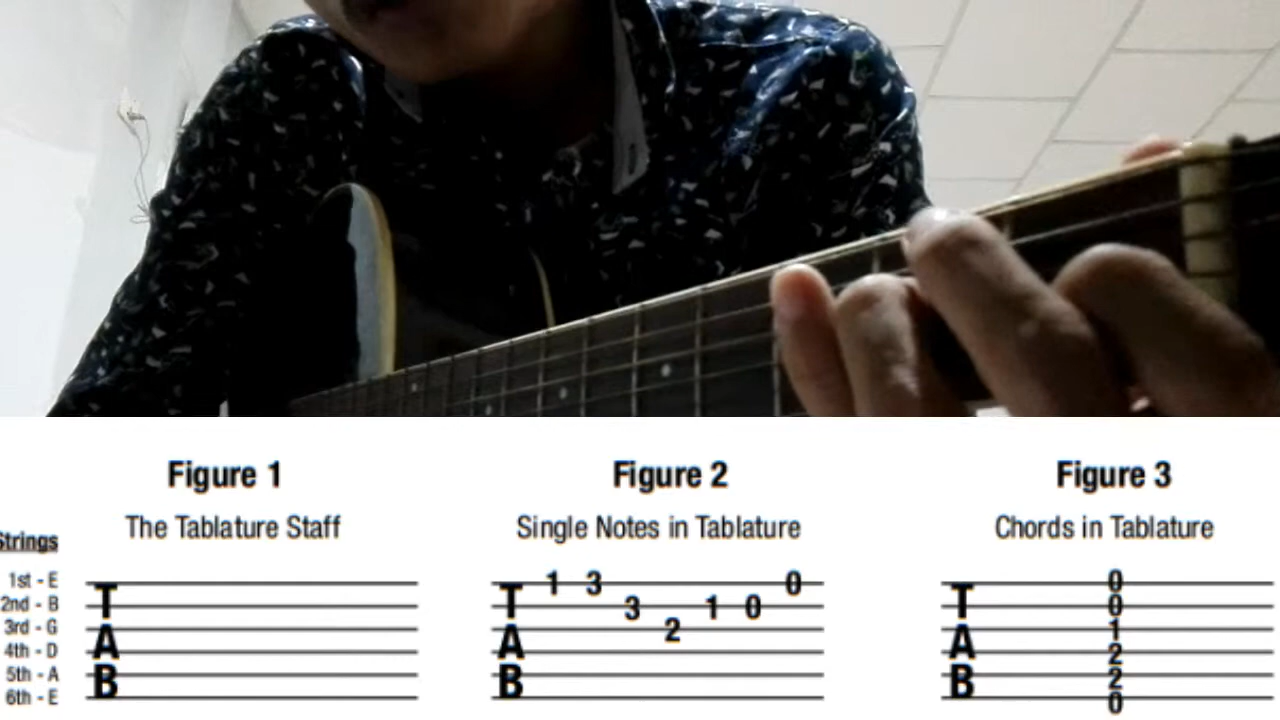 Figure 1
Figure 2
Figure 3
The Tablature Staff
Single Notes in Tablature
Chords in Tablature
Strings
1st - E
2nd - B
3rd - G
4th - D
5th - A
6th - E
T
A
B
T
A
B
1 3 3 2 1 0 0
T
A
B
0
0
1
2
2
0